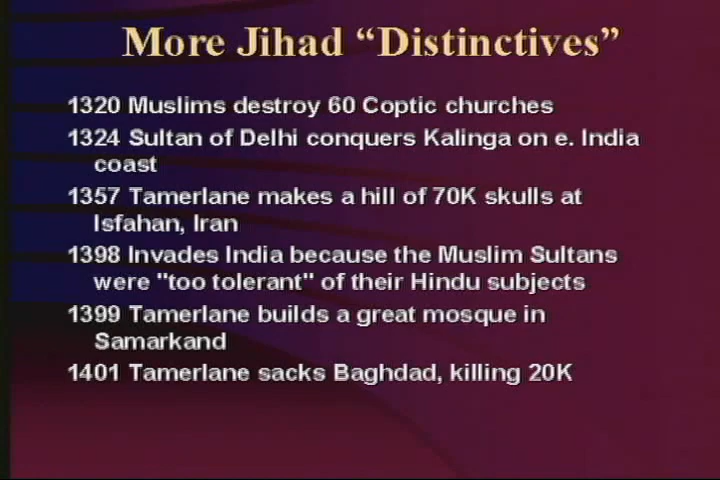 More Jihad “Distinctives”
1320 Muslims destroy 60 Coptic churches
1324 Sultan of Delhi conquers Kalinga on e. India
coast
1357 Tamerlane makes a hill of 70K skulls at
Isfahan, Iran
1398 Invades India because the Muslim Sultans
were "too tolerant" of their Hindu subjects
1399 Tamerlane builds a great mosque in
Samarkand
1401 Tamerlane sacks Baghdad, killing 20K